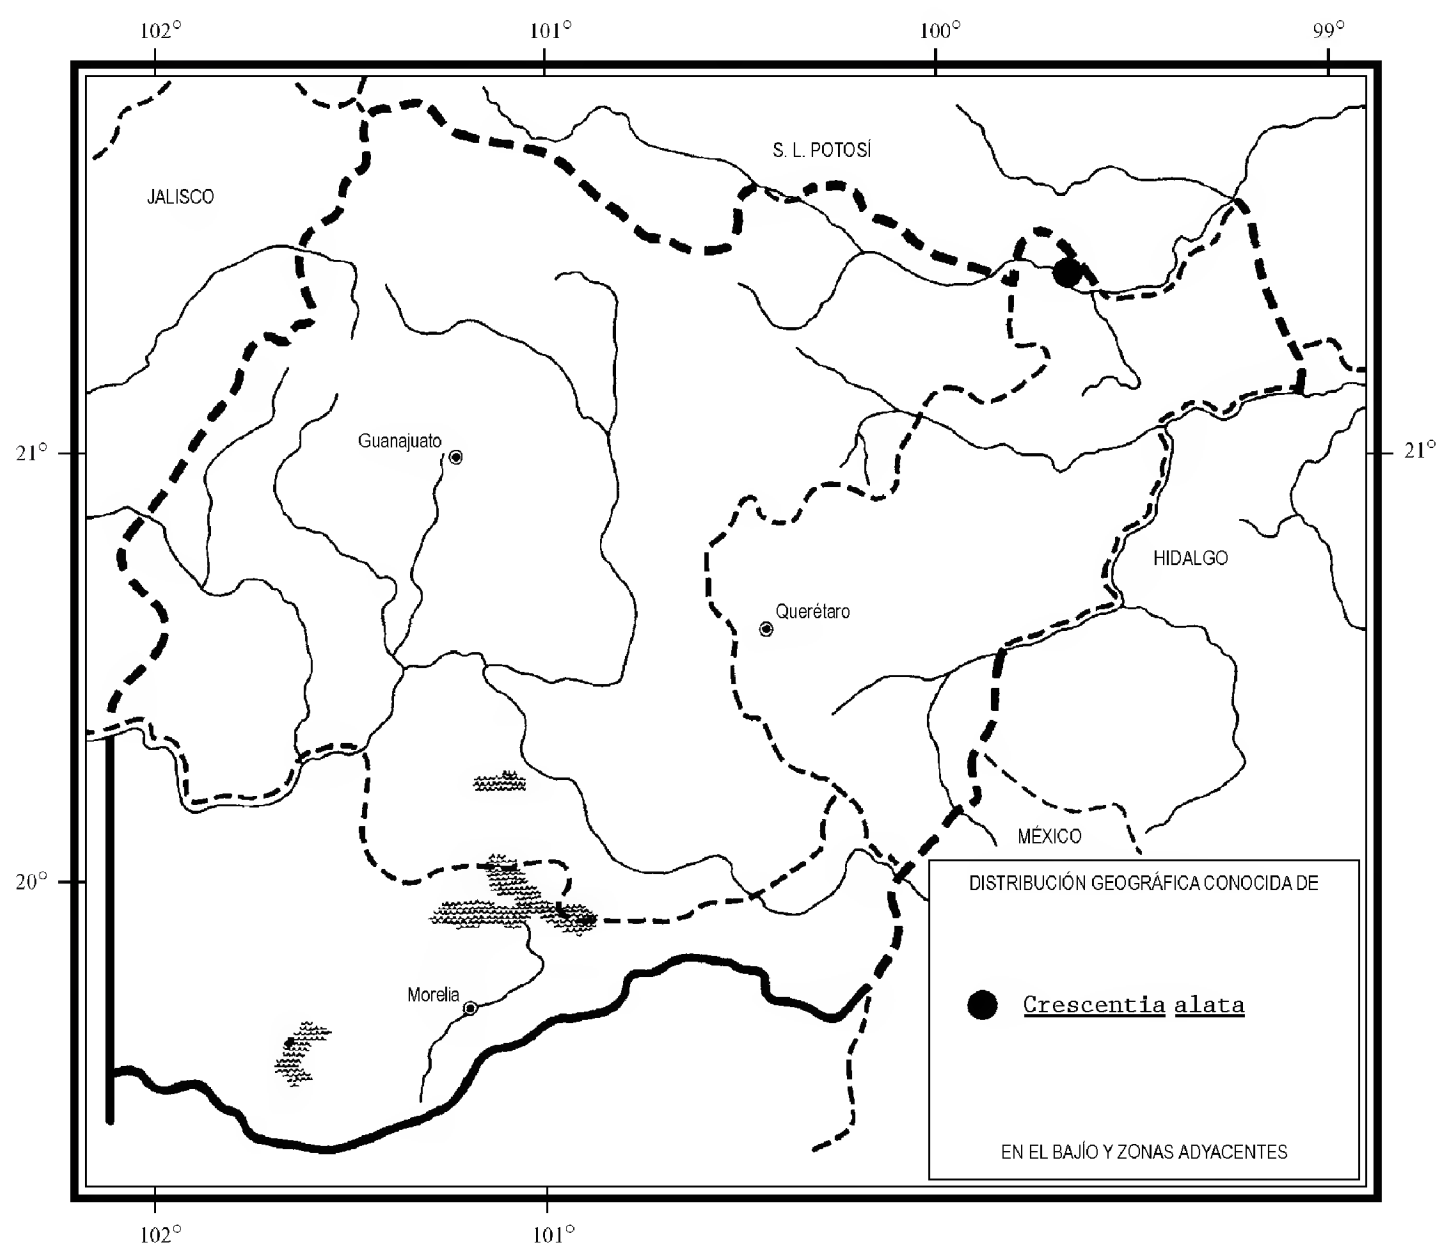 102° 101° 100° 99°
S. L. POTOSÍ
JALISCO
Guanajuato
21° 21°
HIDALGO
Querétaro
MÉXICO
20°
DISTRIBUCIÓN GEOGRÁFICA CONOCIDA DE
Morelia
Crescentia alata
EN EL BAJÍO Y ZONAS ADYACENTES
102° 101°